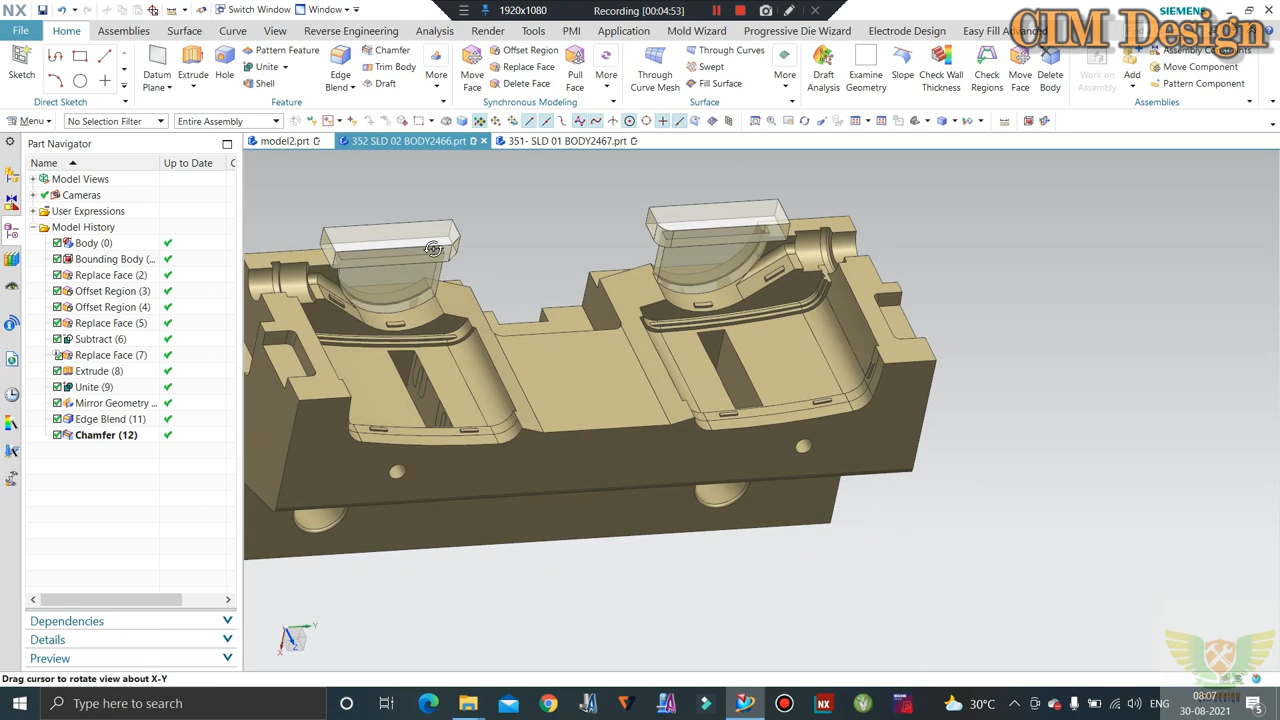 NX
Switch Window
Window
1920x1080
Recording [00:04:53]
SIEMENS
CIM Design
File
Home
Assemblies
Surface
Curve
View
Reverse Engineering
Analysis
Render
Tools
PMI
Application
Mold Wizard
Progressive Die Wizard
Electrode Design
Easy Fill Advanced
Sketch
Direct Sketch
Datum Plane
Extrude
Hole
Pattern Feature
Unite
Shell
Edge Blend
Chamfer
Trim Body
Draft
More
Feature
Move Face
Offset Region
Replace Face
Delete Face
Pull Face
More
Synchronous Modeling
Through Curve Mesh
Through Curves
Swept
Fill Surface
More
Surface
Draft Analysis
Examine Geometry
Slope
Check Wall Thickness
Check Regions
Move Face
Delete Body
Work on Assembly
Add
Assembly Constraints
Move Component
Pattern Component
Assemblies
Menu
No Selection Filter
Entire Assembly
Part Navigator
model2.prt
352 SLD 02 BODY2466.prt
351- SLD 01 BODY2467.prt
Name
Up to Date
C
Model Views
Cameras
User Expressions
Model History
Body (0)
Bounding Body (...
Replace Face (2)
Offset Region (3)
Offset Region (4)
Replace Face (5)
Subtract (6)
Replace Face (7)
Extrude (8)
Unite (9)
Mirror Geometry ...
Edge Blend (11)
Chamfer (12)
Dependencies
Details
Preview
X
Y
Z
Drag cursor to rotate view about X-Y
Type here to search
30°C
ENG
08:07
30-08-2021
5